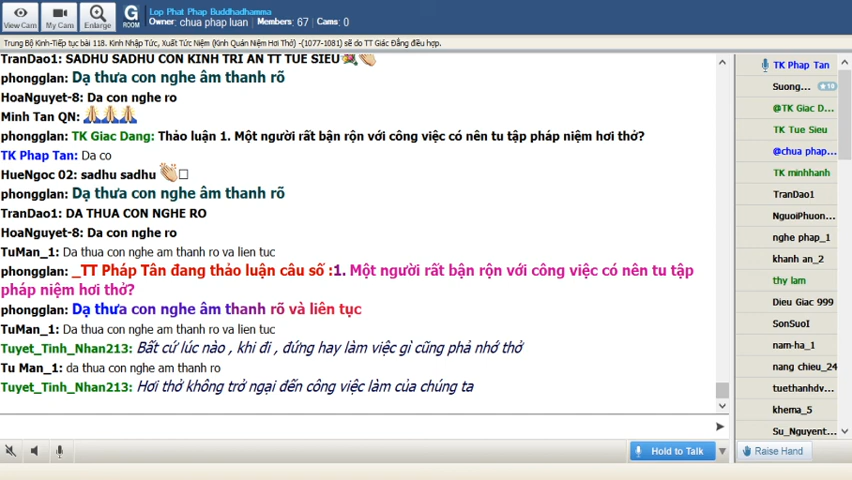 Lop Phat Phap Buddhadhamma
Owner: chua phap luan Members: 67 Cams: 0
View Cam
My Cam
Enlarge
G
ROOM
Trung Bộ Kinh-Tiếp tục bài 118. Kinh Nhập Tức, Xuất Tức Niệm (Kinh Quán Niệm Hơi Thở) -(1077-1081) sẽ do TT Giác Đẳng điều hợp.
TranDao1: SADHU SADHU CON KINH TRI AN TT TUE SIEU
phongglan: Dạ thưa con nghe âm thanh rõ
HoaNguyet-8: Da con nghe ro
Minh Tan QN:
phongglan: TK Giac Dang: Thảo luận 1. Một người rất bận rộn với công việc có nên tu tập pháp niệm hơi thở?
TK Phap Tan: Da co
HueNgoc 02: sadhu sadhu
phongglan: Dạ thưa con nghe âm thanh rõ
TranDao1: DA THUA CON NGHE RO
HoaNguyet-8: Da con nghe ro
TuMan_1: Da thua con nghe am thanh ro va lien tuc
phongglan: _TT Pháp Tân đang thảo luận câu số :1. Một người rất bận rộn với công việc có nên tu tập
pháp niệm hơi thở?
phongglan: Dạ thưa con nghe âm thanh rõ và liên tục
TuMan_1: Da thua con nghe am thanh ro va lien tuc
Tuyet_Tinh_Nhan213: Bất cứ lúc nào , khi đi , đứng hay làm việc gì cũng phả nhớ thở
Tu Man_1: da thua con nghe am thanh ro
Tuyet_Tinh_Nhan213: Hơi thở không trở ngại đến công việc làm của chúng ta
TK Phap Tan
Suong...
10
@TK Giac D...
TK Tue Sieu
@chua phap...
TK minhhanh
TranDao1
NguoiPhuon...
nghe phap_1
khanh an_2
thy lam
Dieu Giac 999
SonSuoI
nam-ha_1
nang chieu_24
tuethanhdv...
khema_5
Su_Nguyent...
Hold to Talk
Raise Hand